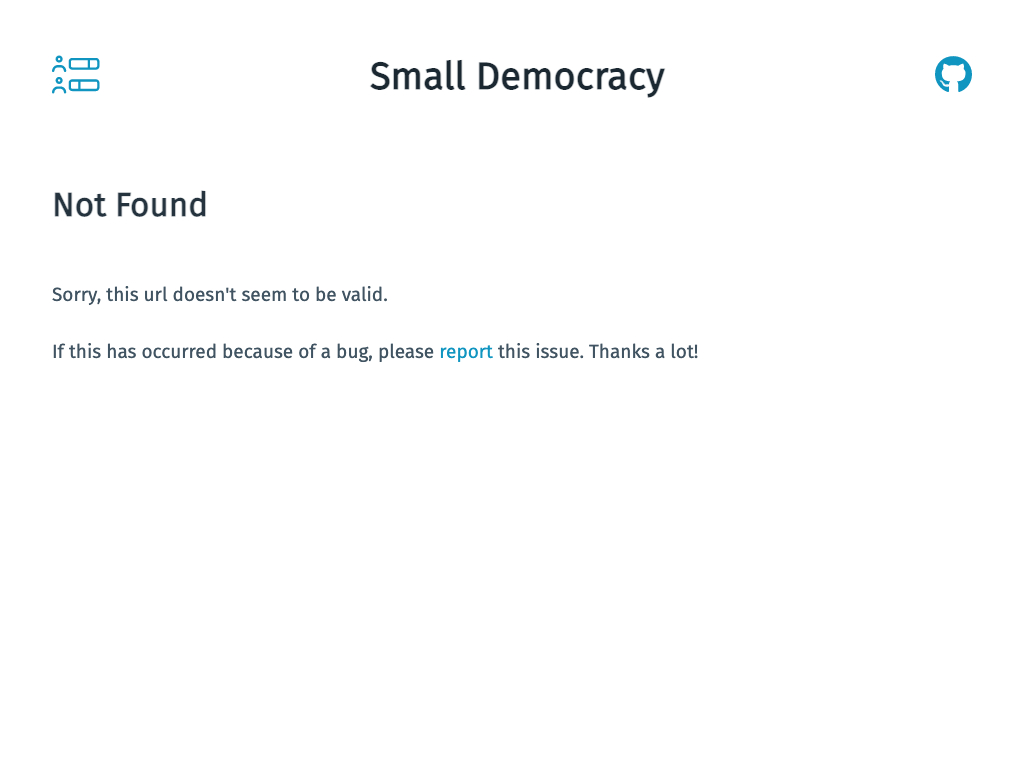 Small Democracy
Not Found
Sorry, this url doesn't seem to be valid.
If this has occurred because of a bug, please report this issue. Thanks a lot!